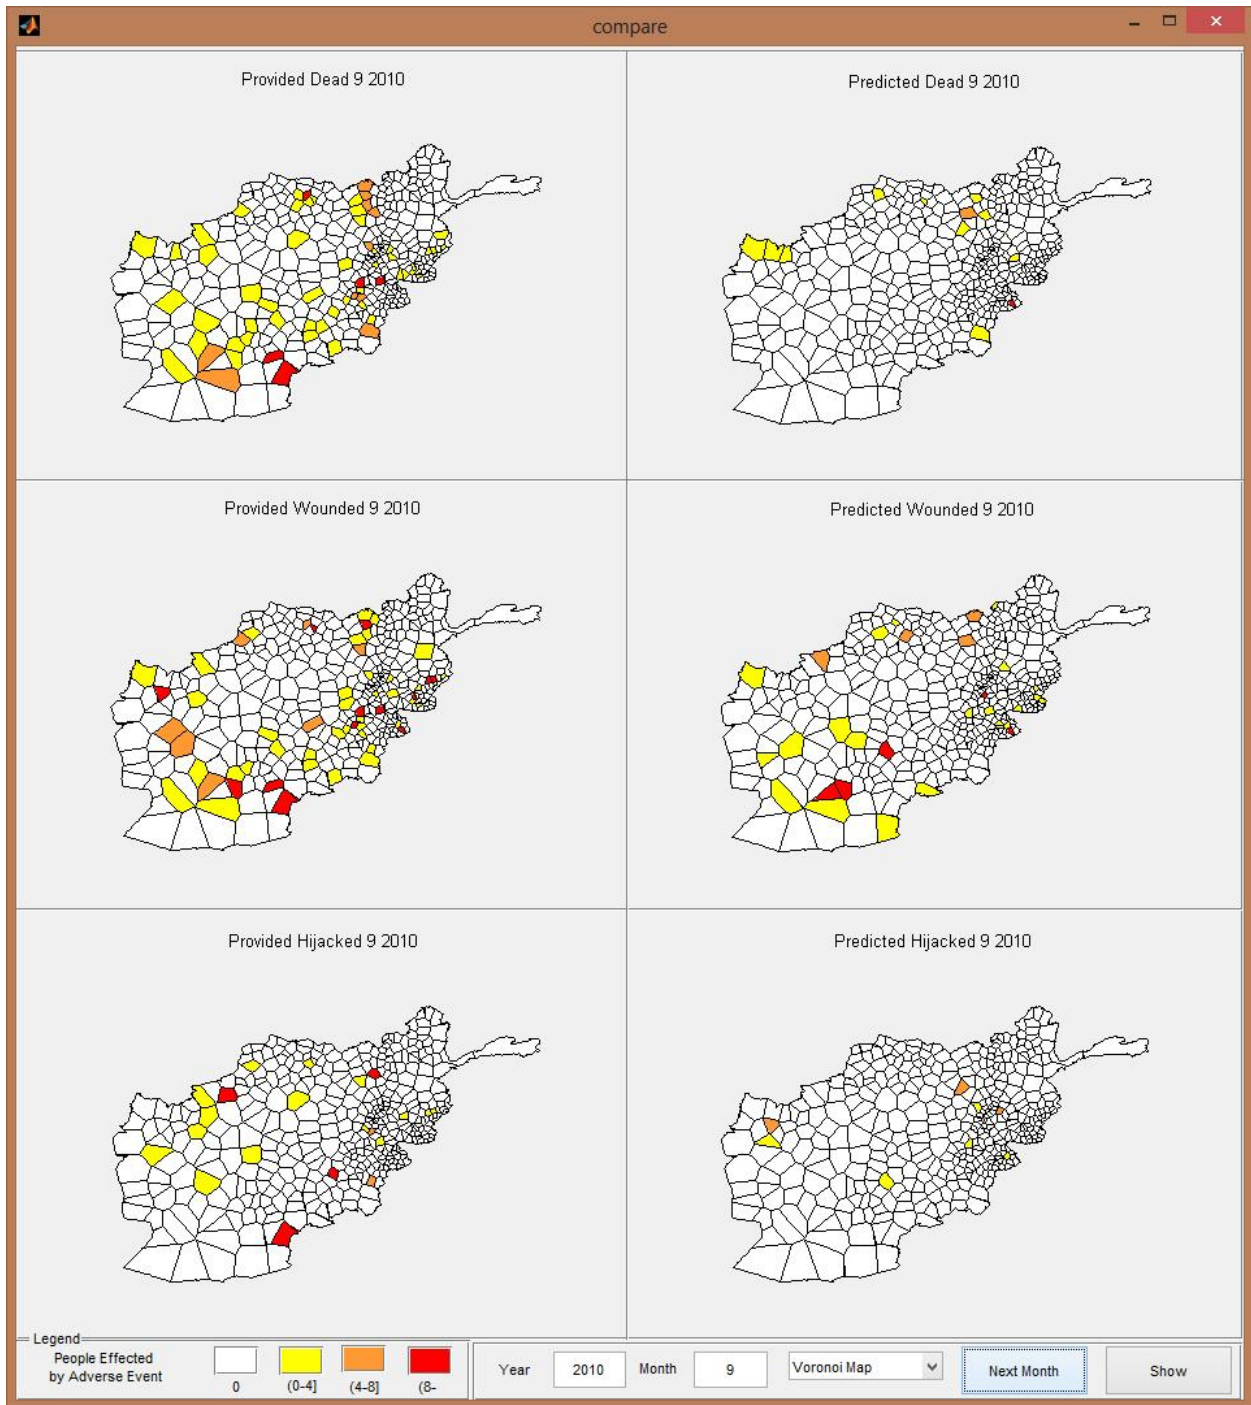 compare
Provided Dead 9 2010
Predicted Dead 9 2010
Provided Wounded 9 2010
Predicted Wounded 9 2010
Provided Hijacked 9 2010
Predicted Hijacked 9 2010
Legend
People Effected
by Adverse Event
0
(0-4]
(4-8]
(8-
Year
2010
Month
9
Voronoi Map
Next Month
Show